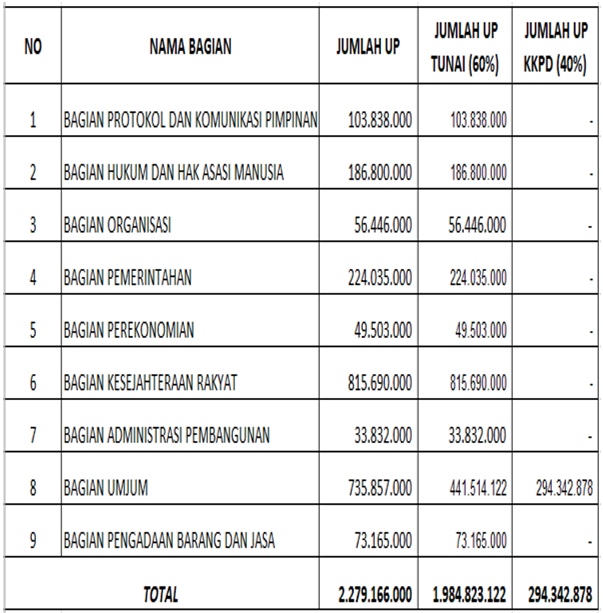 NO NAMA BAGIAN JUMLAH UP JUMLAH UP TUNAI (60%) JUMLAH UP KKPD (40%)
1 BAGIAN PROTOKOL DAN KOMUNIKASI PIMPINAN 103.838.000 103.838.000 -
2 BAGIAN HUKUM DAN HAK ASASI MANUSIA 186.800.000 186.800.000 -
3 BAGIAN ORGANISASI 56.446.000 56.446.000 -
4 BAGIAN PEMERINTAHAN 224.035.000 224.035.000 -
5 BAGIAN PEREKONOMIAN 49.503.000 49.503.000 -
6 BAGIAN KESEJAHTERAAN RAKYAT 815.690.000 815.690.000 -
7 BAGIAN ADMINISTRASI PEMBANGUNAN 33.832.000 33.832.000 -
8 BAGIAN UMJUM 735.857.000 441.514.122 294.342.878
9 BAGIAN PENGADAAN BARANG DAN JASA 73.165.000 73.165.000 -
TOTAL 2.279.166.000 1.984.823.122 294.342.878